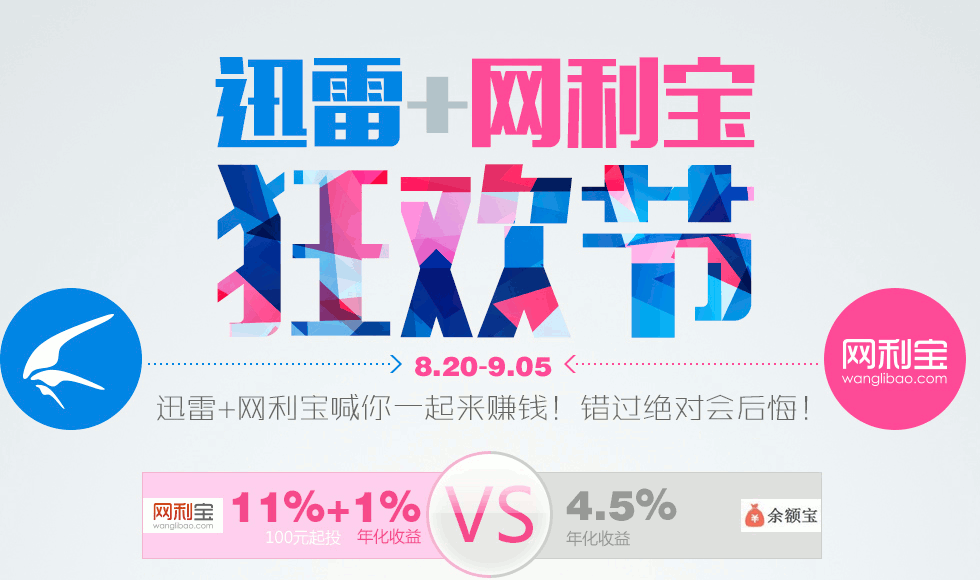 迅雷+网利宝
狂欢节
8.20-9.05
网利宝
wanglibao.com
迅雷+网利宝喊你一起来赚钱！错过绝对会后悔！
网利宝
wanglibao.com
11%+1%
100元起投 年化收益
VS
4.5%
年化收益
余额宝